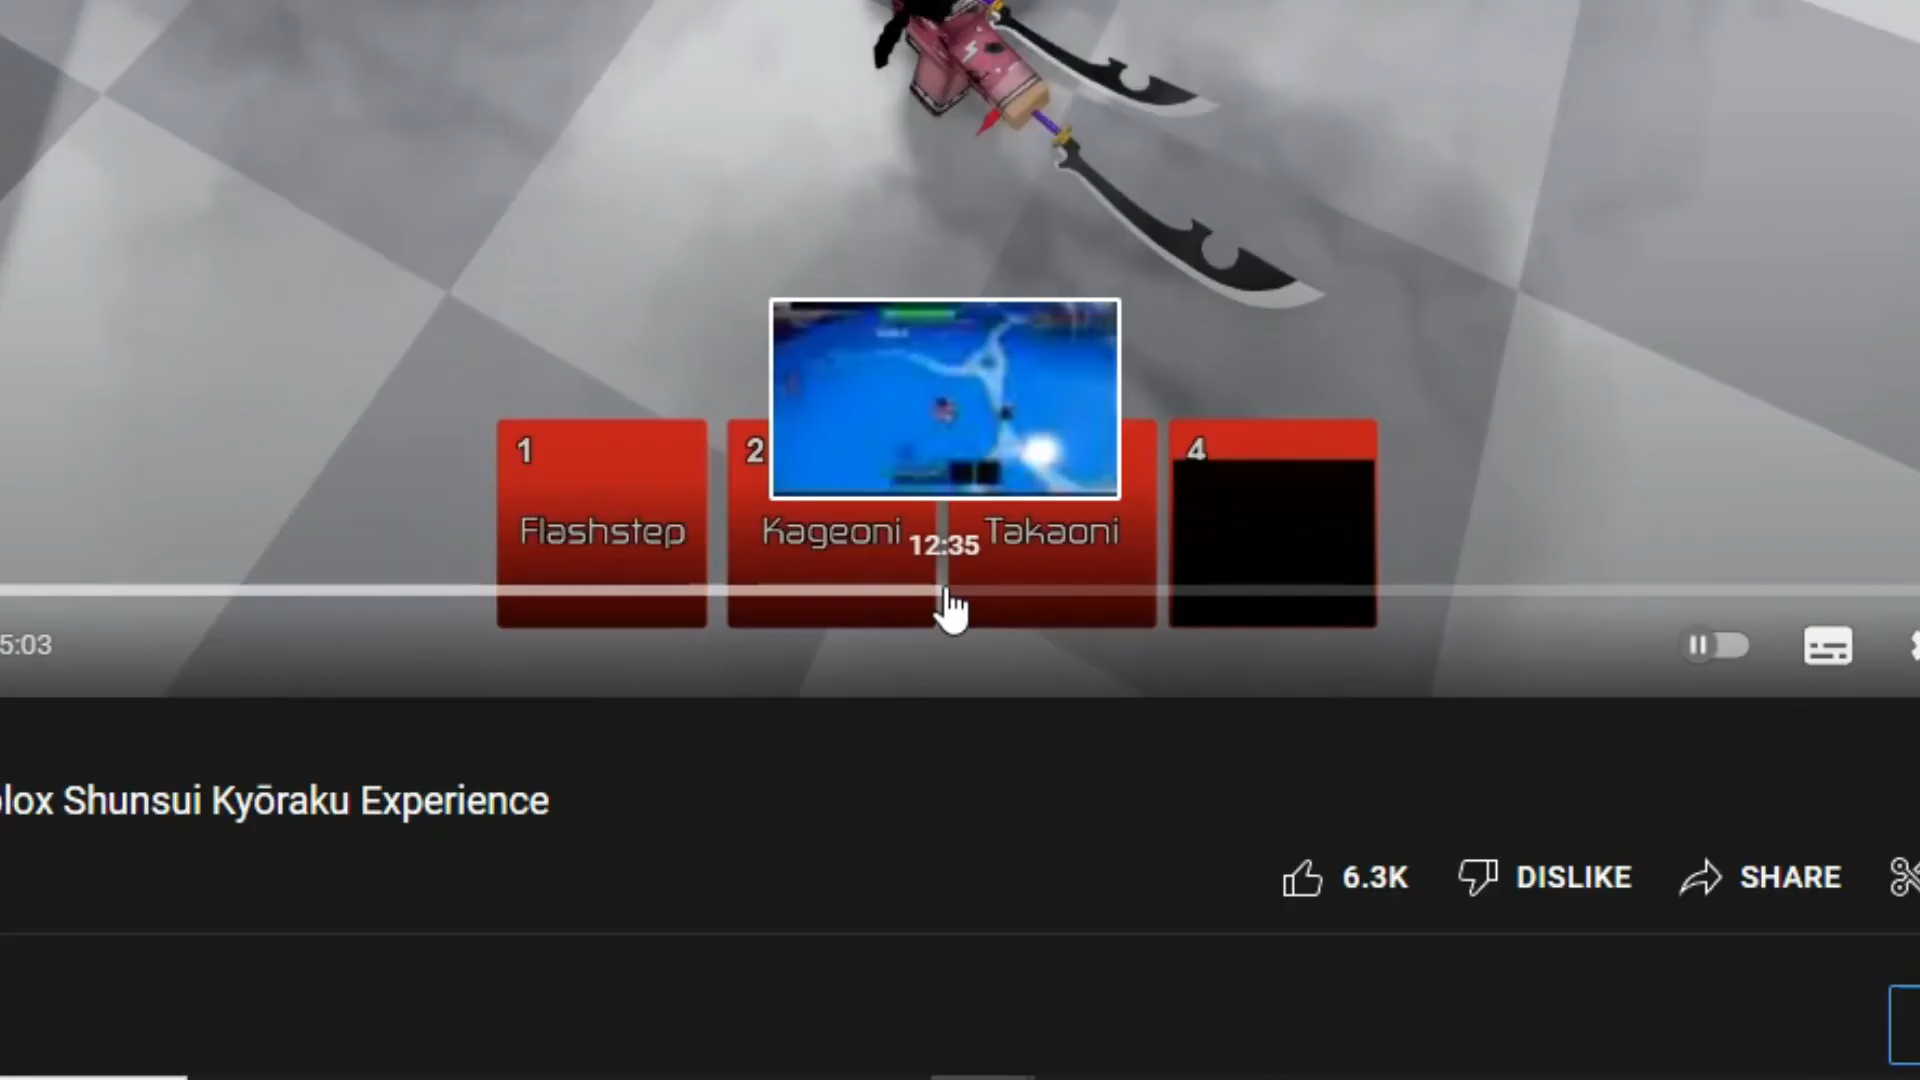 1
2
4
Flashstep
Kageoni
Takaoni
12:35
5:03
lox Shunsui Kyōraku Experience
6.3K
DISLIKE
SHARE